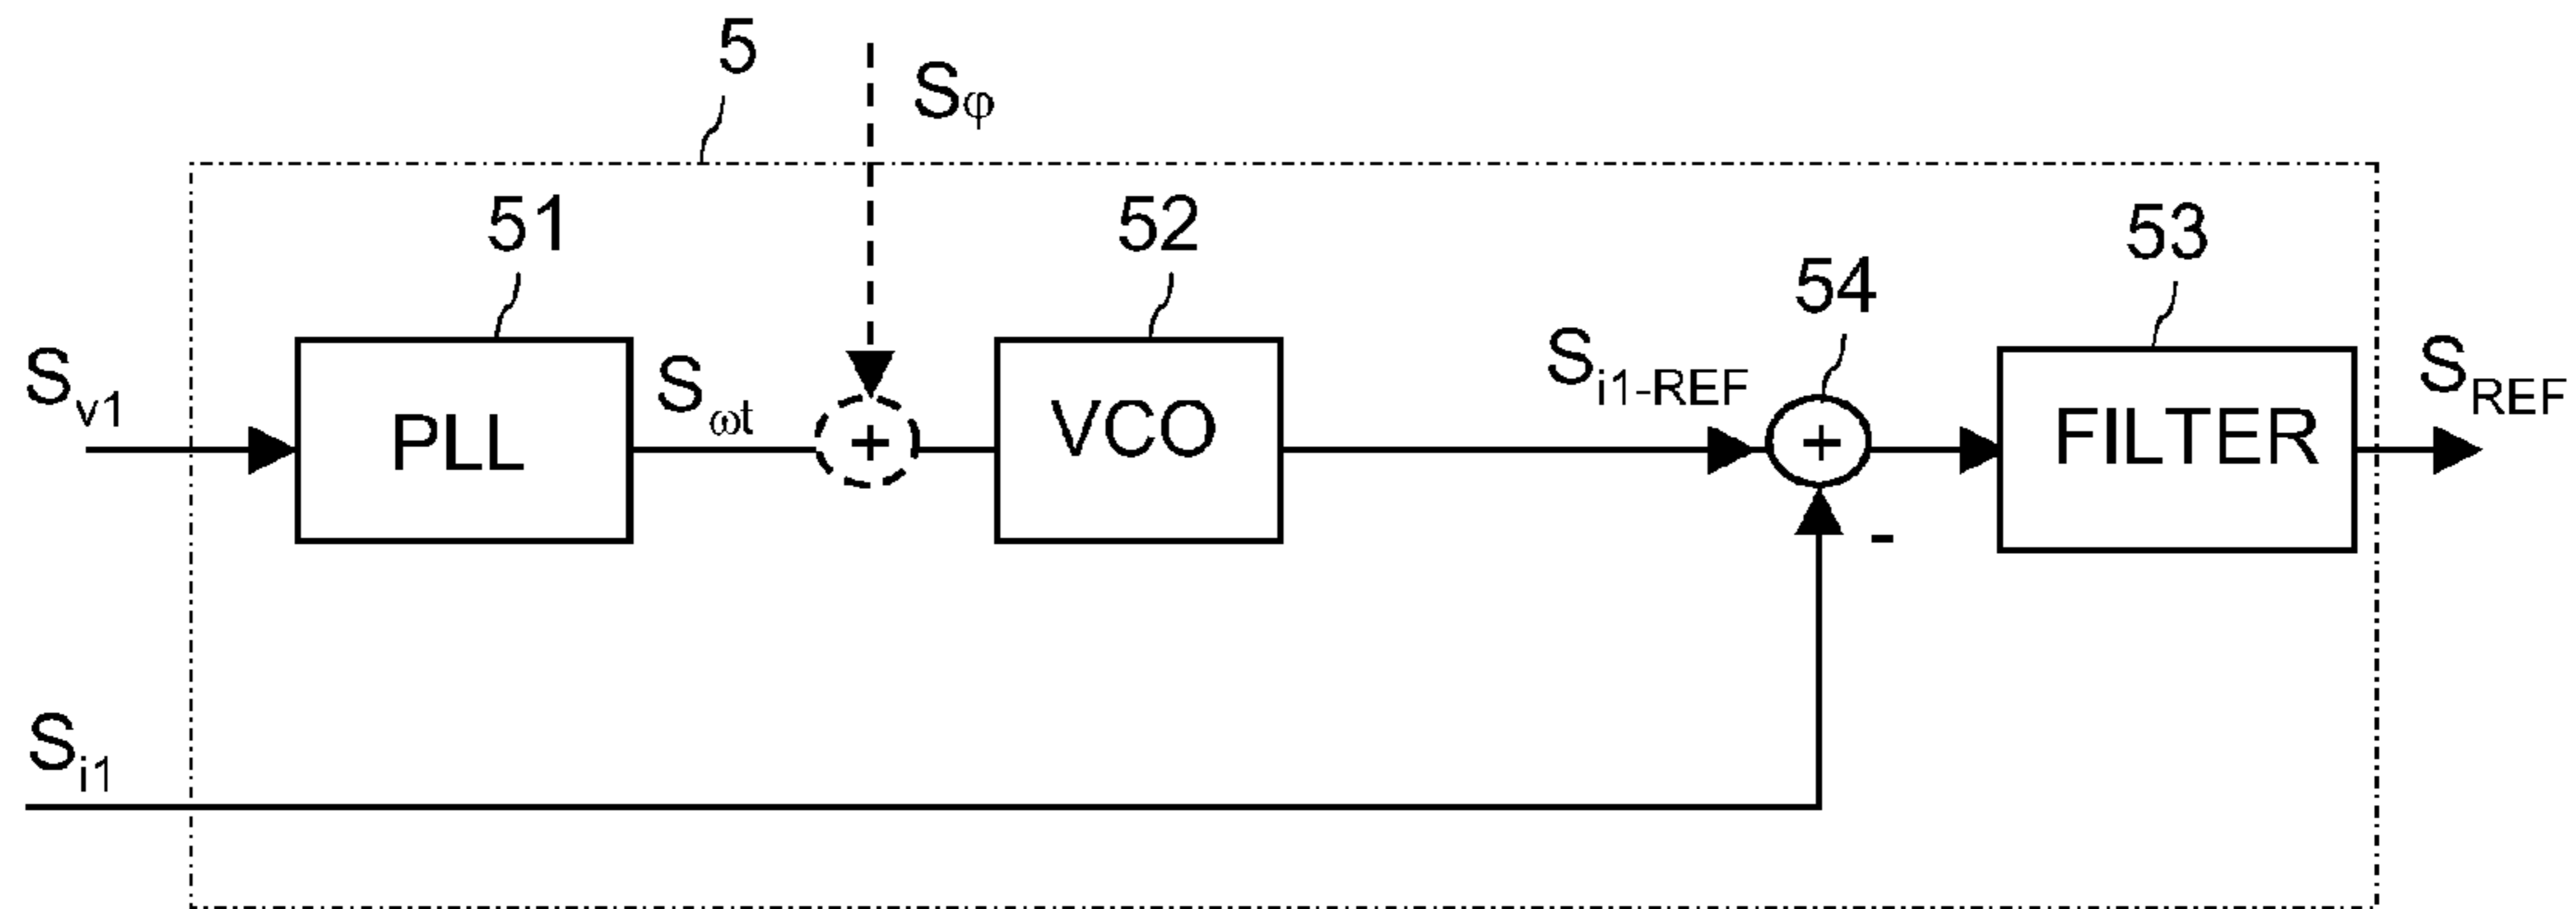 5
Sφ
51
52
53
54
Sv1
PLL
Sωt
+
VCO
Si1-REF
+
-
FILTER
SREF
Si1